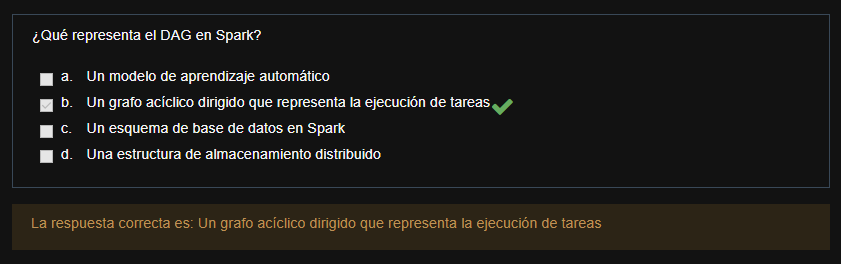 ¿Qué representa el DAG en Spark?
a. Un modelo de aprendizaje automático
b. Un grafo acíclico dirigido que representa la ejecución de tareas
c. Un esquema de base de datos en Spark
d. Una estructura de almacenamiento distribuido
La respuesta correcta es: Un grafo acíclico dirigido que representa la ejecución de tareas